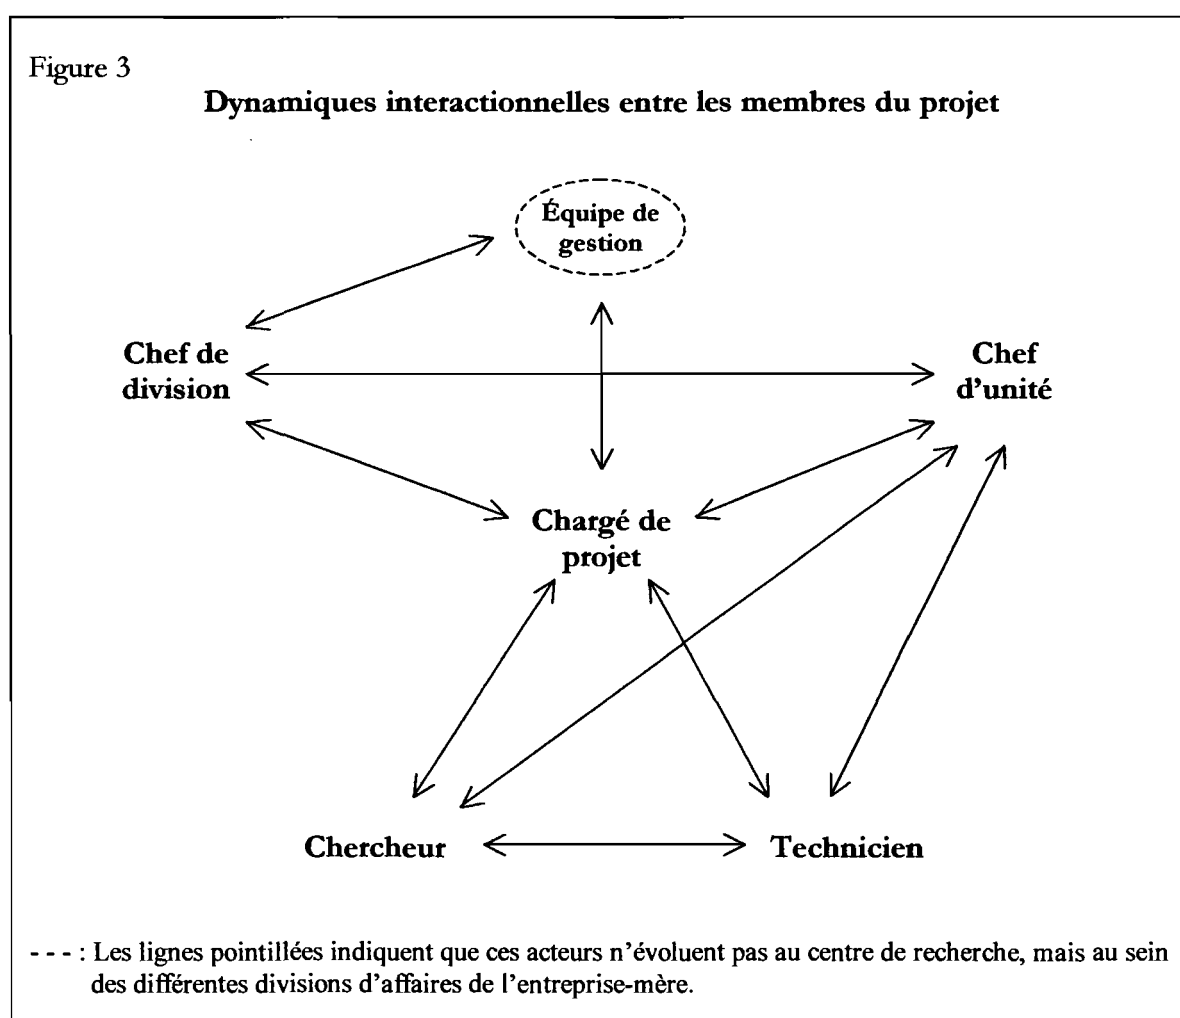 Figure 3
Dynamiques interactionnelles entre les membres du projet
Équipe de
gestion
Chef de
division
Chef
d'unité
Chargé de
projet
Chercheur
Technicien
- - - : Les lignes pointillées indiquent que ces acteurs n'évoluent pas au centre de recherche, mais au sein
des différentes divisions d'affaires de l'entreprise-mère.